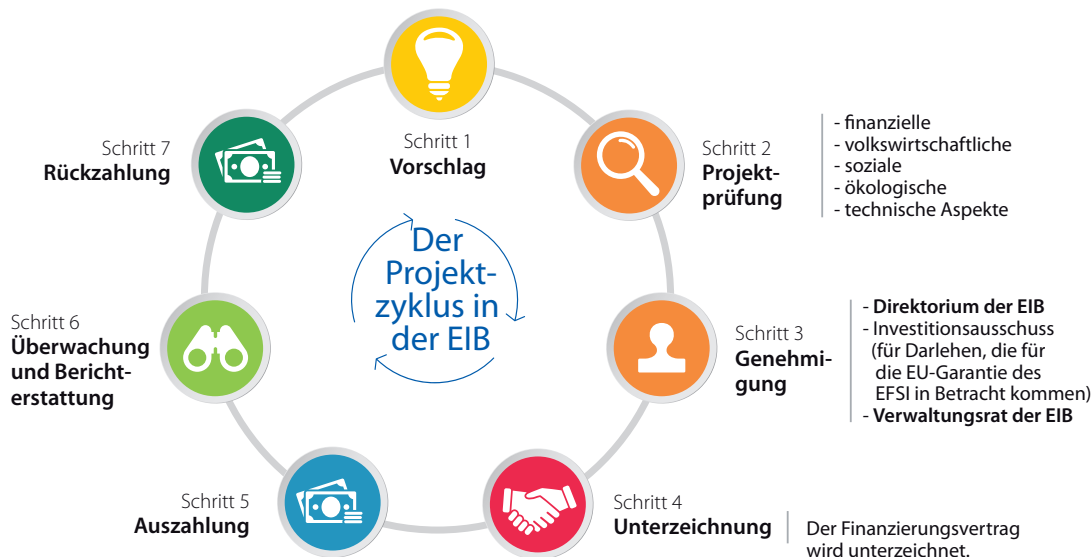 Schritt 1
Vorschlag
Schritt 2
Projekt-
prüfung
- finanzielle
- volkswirtschaftliche
- soziale
- ökologische
- technische Aspekte
Schritt 3
Genehmi-
gung
- Direktorium der EIB
- Investitionsausschuss
(für Darlehen, die für
die EU-Garantie des
EFSI in Betracht kommen)
- Verwaltungsrat der EIB
Schritt 4
Unterzeichnung
Der Finanzierungsvertrag
wird unterzeichnet.
Schritt 5
Auszahlung
Schritt 6
Überwachung
und Bericht-
erstattung
Schritt 7
Rückzahlung
Der
Projekt-
zyklus in
der EIB